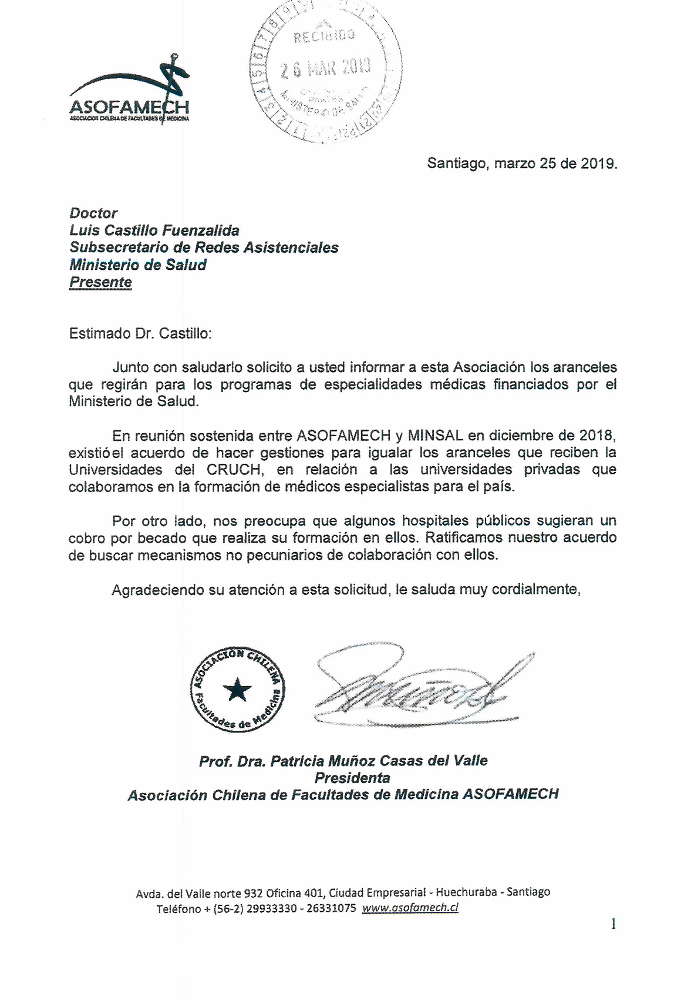 RECIBIDO
26 MAR 2019
MINISTERIO DE SALUD
ASOFAMECH
ASOCIACION CHILENA DE FACULTADES DE MEDICINA
Santiago, marzo 25 de 2019.
Doctor
Luis Castillo Fuenzalida
Subsecretario de Redes Asistenciales
Ministerio de Salud
Presente
Estimado Dr. Castillo:
Junto con saludarlo solicito a usted informar a esta Asociación los aranceles
que regirán para los programas de especialidades médicas financiados por el
Ministerio de Salud.
En reunión sostenida entre ASOFAMECH y MINSAL en diciembre de 2018,
existióel acuerdo de hacer gestiones para igualar los aranceles que reciben la
Universidades del CRUCH, en relación a las universidades privadas que
colaboramos en la formación de médicos especialistas para el país.
Por otro lado, nos preocupa que algunos hospitales públicos sugieran un
cobro por becado que realiza su formación en ellos. Ratificamos nuestro acuerdo
de buscar mecanismos no pecuniarios de colaboración con ellos.
Agradeciendo su atención a esta solicitud, le saluda muy cordialmente,
ASOCIACIÓN CHILENA
Facultades de Medicina
Prof. Dra. Patricia Muñoz Casas del Valle
Presidenta
Asociación Chilena de Facultades de Medicina ASOFAMECH
Avda. del Valle norte 932 Oficina 401, Ciudad Empresarial - Huechuraba - Santiago
Teléfono + (56-2) 29933330 - 26331075 www.asofamech.cl
1